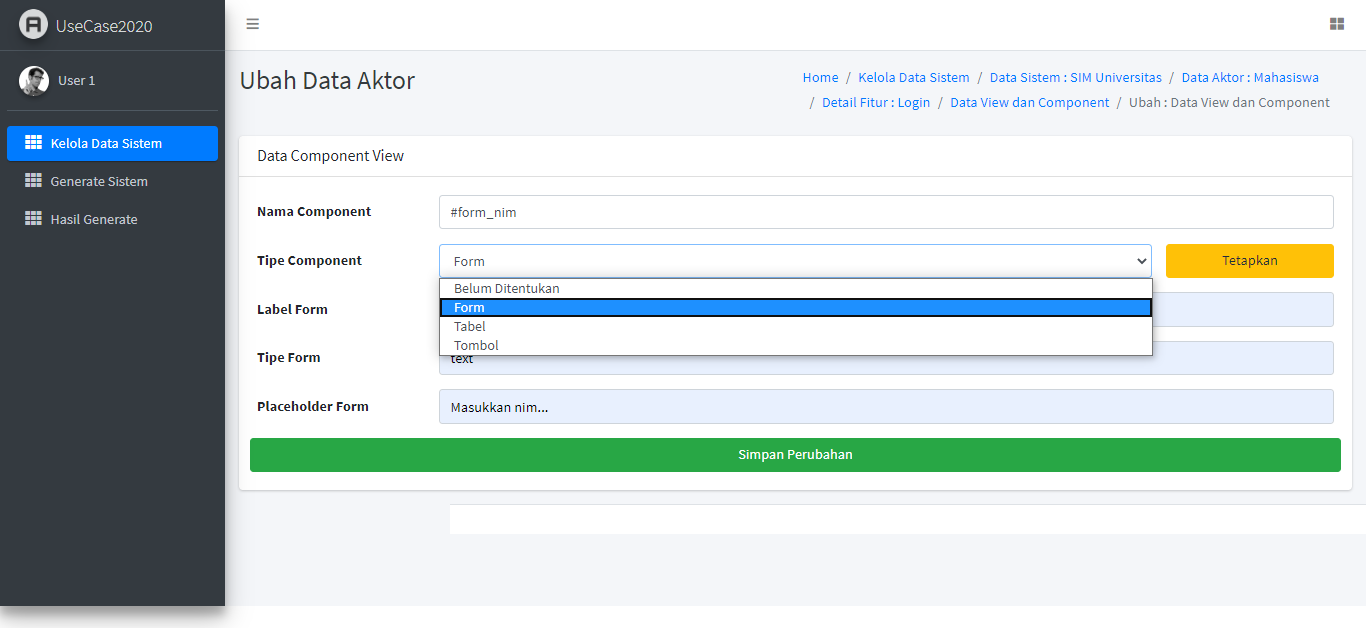 UseCase2020
User 1
Kelola Data Sistem
Generate Sistem
Hasil Generate
Ubah Data Aktor
Home / Kelola Data Sistem / Data Sistem : SIM Universitas / Data Aktor : Mahasiswa
/ Detail Fitur : Login / Data View dan Component / Ubah : Data View dan Component
Data Component View
Nama Component
#form_nim
Tipe Component
Form
Tetapkan
Belum Ditentukan
Form
Tabel
Tombol
Label Form
Tipe Form
text
Placeholder Form
Masukkan nim...
Simpan Perubahan